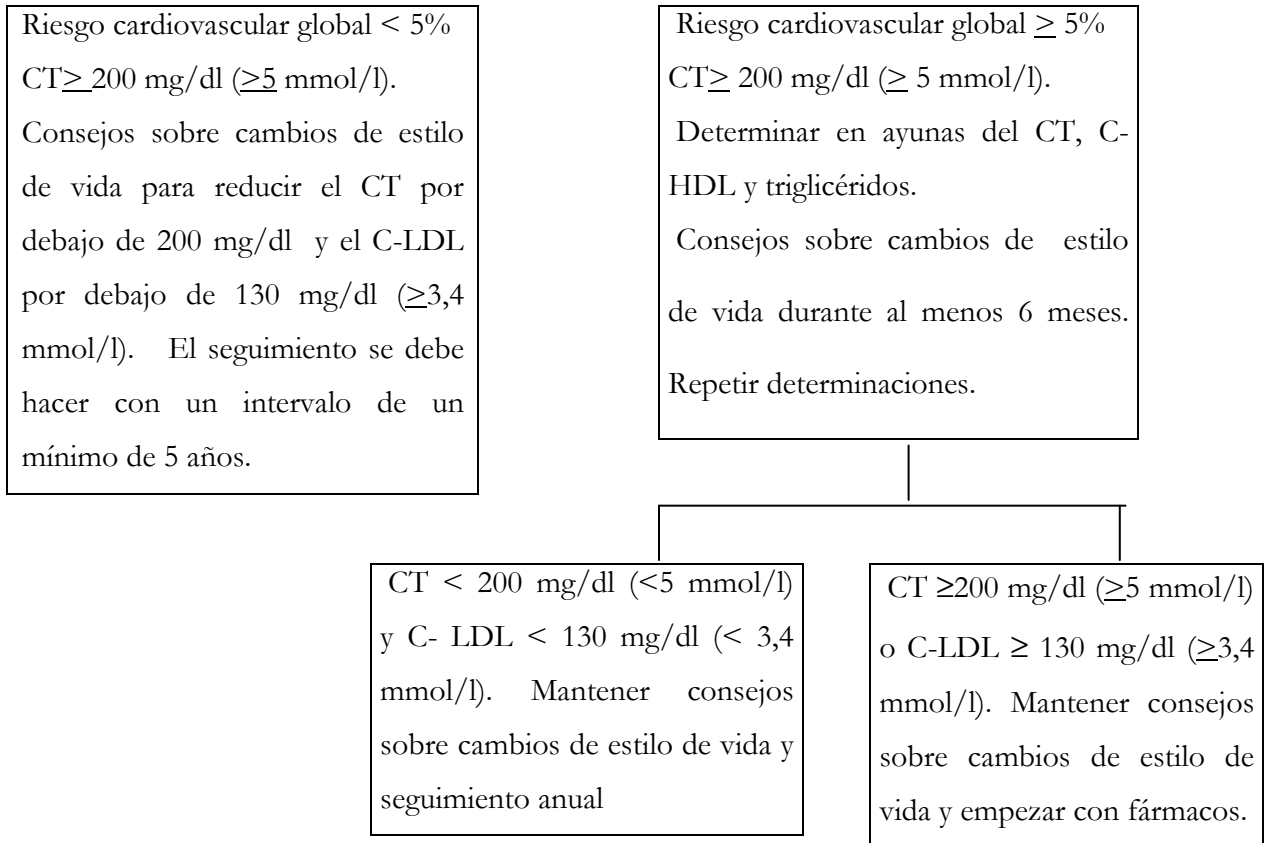 Riesgo cardiovascular global < 5%
CT≥ 200 mg/dl (≥5 mmol/l).
Consejos sobre cambios de estilo
de vida para reducir el CT por
debajo de 200 mg/dl y el C-LDL
por debajo de 130 mg/dl (≥3,4
mmol/l). El seguimiento se debe
hacer con un intervalo de un
mínimo de 5 años.
Riesgo cardiovascular global ≥ 5%
CT≥ 200 mg/dl (≥ 5 mmol/l).
Determinar en ayunas del CT, C-
HDL y triglicéridos.
Consejos sobre cambios de estilo
de vida durante al menos 6 meses.
Repetir determinaciones.
CT < 200 mg/dl (<5 mmol/l)
y C- LDL < 130 mg/dl (< 3,4
mmol/l). Mantener consejos
sobre cambios de estilo de vida y
seguimiento anual
CT ≥200 mg/dl (≥5 mmol/l)
o C-LDL ≥ 130 mg/dl (≥3,4
mmol/l). Mantener consejos
sobre cambios de estilo de
vida y empezar con fármacos.